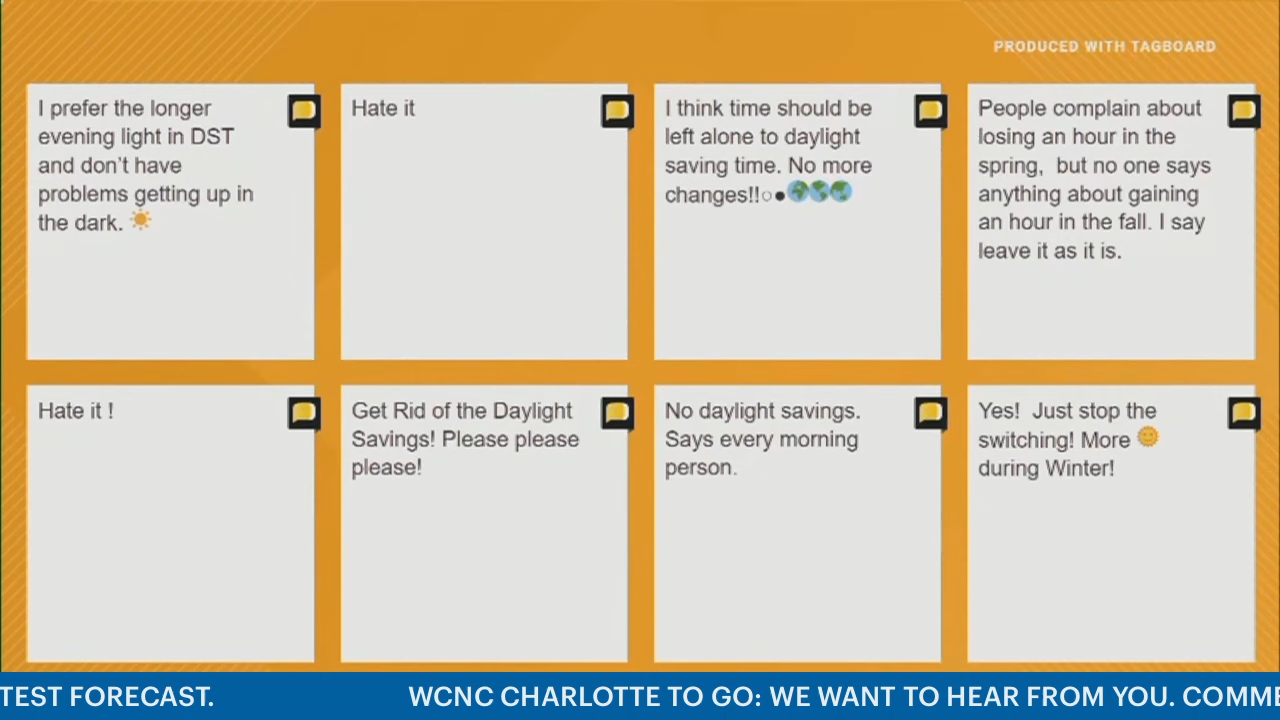 PRODUCED WITH TAGBOARD
I prefer the longer
evening light in DST
and don't have
problems getting up in
the dark. ☀
Hate it
I think time should be
left alone to daylight
saving time. No more
changes!!○●🌎🌎🌎
People complain about
losing an hour in the
spring,  but no one says
anything about gaining
an hour in the fall. I say
leave it as it is.
Hate it !
Get Rid of the Daylight
Savings! Please please
please!
No daylight savings.
Says every morning
person.
Yes!  Just stop the
switching! More 🌞
during Winter!
TEST FORECAST. WCNC CHARLOTTE TO GO: WE WANT TO HEAR FROM YOU. COMME